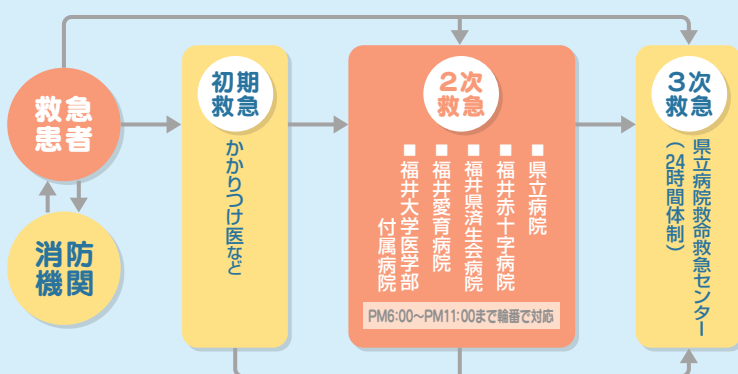 救急
患者
消防
機関
初期
救急
かかりつけ医など
2次
救急
■県立病院
■福井赤十字病院
■福井県済生会病院
■福井愛育病院
■福井大学医学部
付属病院
PM6:00〜PM11:00まで輪番で対応
3次
救急
県立病院救命救急センター
（24時間体制）